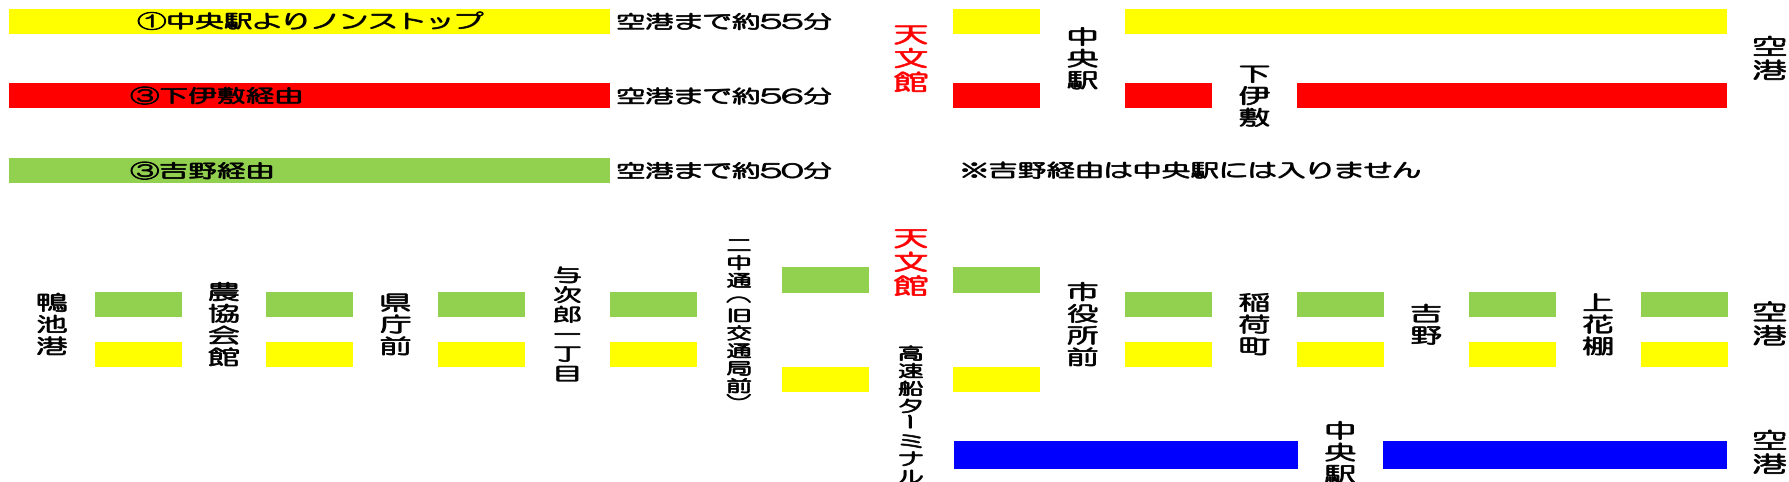 ①中央駅よりノンストップ
空港まで約55分
天文館
中央駅
空港
③下伊敷経由
空港まで約56分
下伊敷
③吉野経由
空港まで約50分
※吉野経由は中央駅には入りません
鴨池港
農協会館
県庁前
与次郎一丁目
二中通(旧交通局前)
天文館
高速船ターミナル
市役所前
稲荷町
吉野
上花棚
空港
中央駅
空港